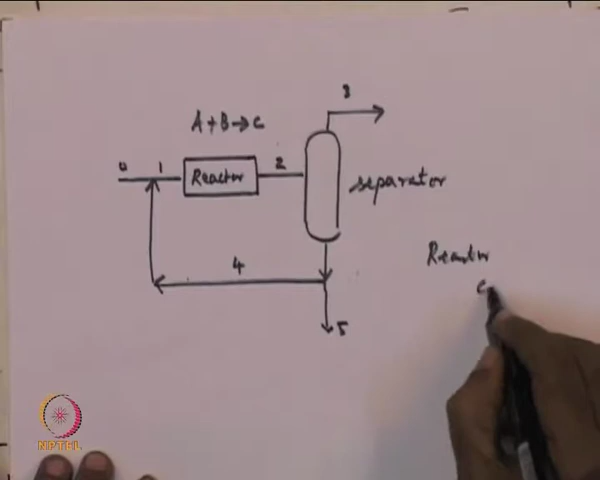 3
A + B → C
0
1
Reactor
2
separator
4
Reactor
c
5
NPTEL